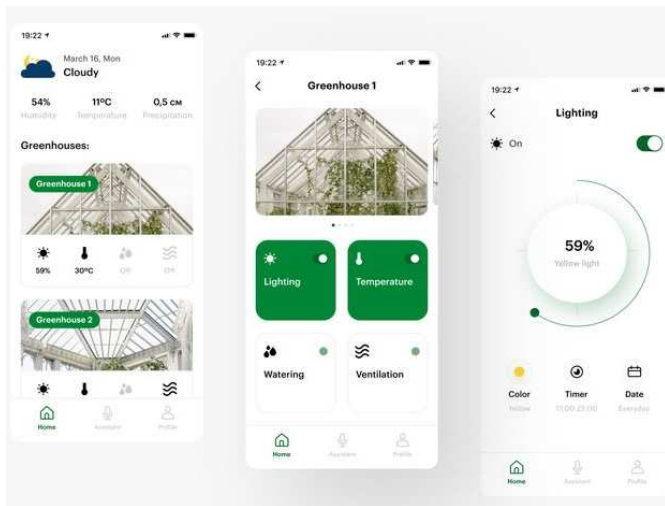 19:22
March 16, Mon
Cloudy
54%
11ºC
0,5 см
Humidity
Temperature
Precipitation
Greenhouses:
Greenhouse 1
59%
30ºC
Off
Off
Greenhouse 2
Home
Assistant
Profile
19:22
Greenhouse 1
Lighting
Temperature
Watering
Ventilation
Home
Assistant
Profile
19:22
Lighting
On
59%
Yellow light
Color
Timer
Date
Yellow
11:00-23:00
Everyday
Home
Assistant
Profile